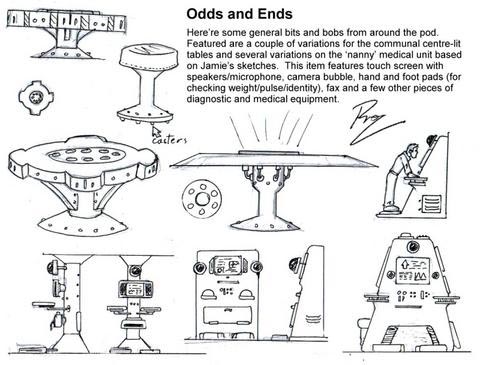 Odds and Ends
Here're some general bits and bobs from around the pod.
Featured are a couple of variations for the communal centre-lit
tables and several variations on the 'nanny' medical unit based
on Jamie's sketches.  This item features touch screen with
speakers/microphone, camera bubble, hand and foot pads (for
checking weight/pulse/identity), fax and a few other pieces of
diagnostic and medical equipment.
casters